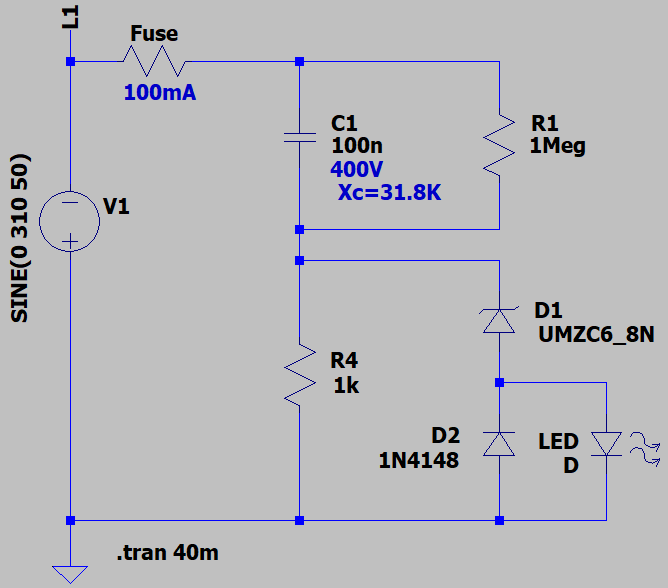 L1
Fuse
100mA
C1
100n
400V
Xc=31.8K
R1
1Meg
V1
SINE(0 310 50)
D1
UMZC6_8N
R4
1k
D2
1N4148
LED
D
.tran 40m